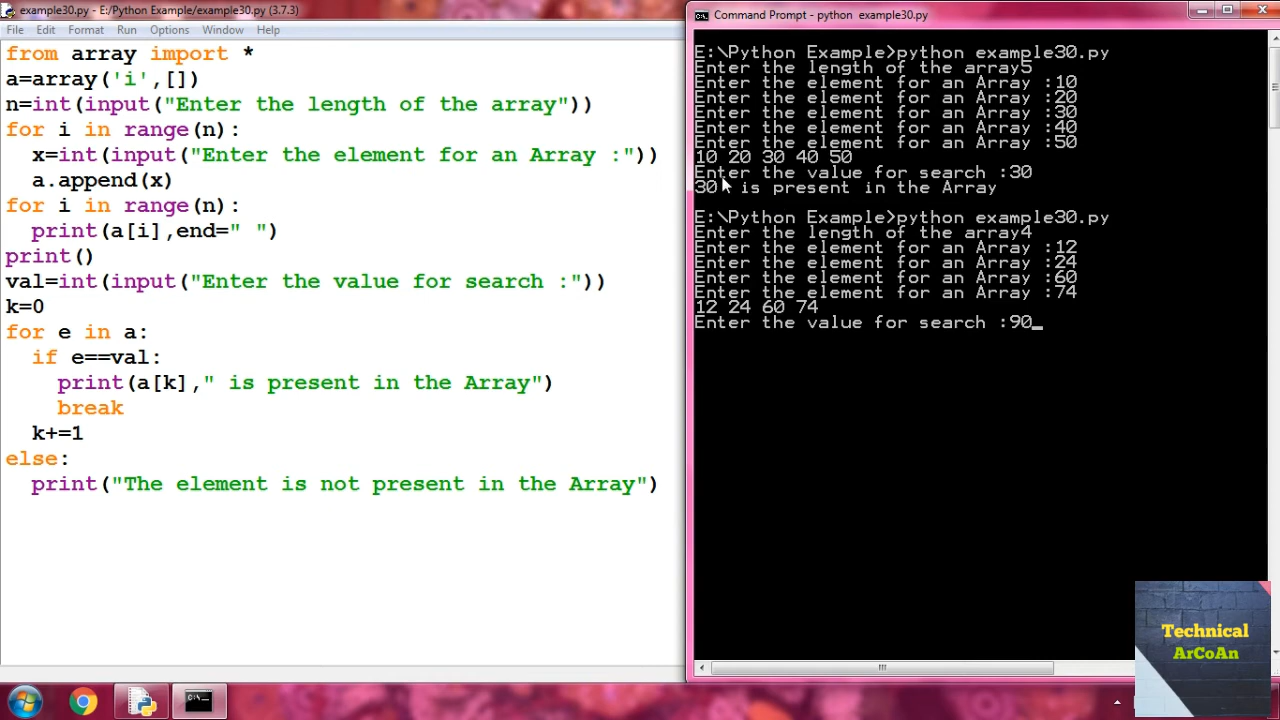 example30.py - E:/Python Example/example30.py (3.7.3)
File Edit Format Run Options Window Help
from array import *
a=array('i',[])
n=int(input("Enter the length of the array"))
for i in range(n):
  x=int(input("Enter the element for an Array :"))
  a.append(x)
for i in range(n):
  print(a[i],end=" ")
print()
val=int(input("Enter the value for search :"))
k=0
for e in a:
  if e==val:
    print(a[k]," is present in the Array")
    break
  k+=1
else:
  print("The element is not present in the Array")
Command Prompt - python example30.py
E:\Python Example>python example30.py
Enter the length of the array5
Enter the element for an Array :10
Enter the element for an Array :20
Enter the element for an Array :30
Enter the element for an Array :40
Enter the element for an Array :50
10 20 30 40 50
Enter the value for search :30
30  is present in the Array
E:\Python Example>python example30.py
Enter the length of the array4
Enter the element for an Array :12
Enter the element for an Array :24
Enter the element for an Array :60
Enter the element for an Array :74
12 24 60 74
Enter the value for search :90_
Technical
ArCoAn